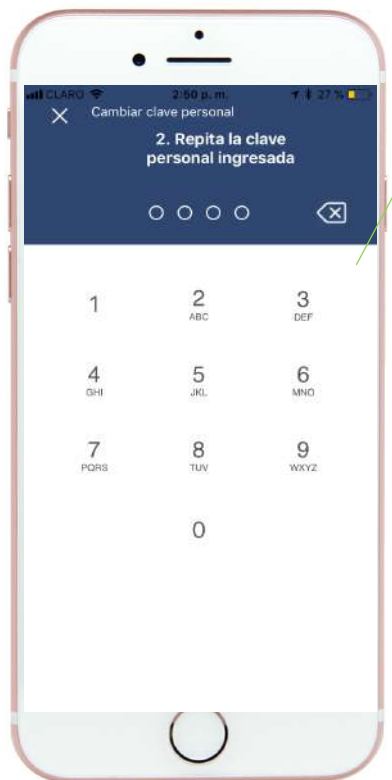 CLARO 2:50 p. m. 27 %
Cambiar clave personal
2. Repita la clave
personal ingresada
1 2 3
ABC DEF
4 5 6
GHI JKL MNO
7 8 9
PQRS TUV WXYZ
0